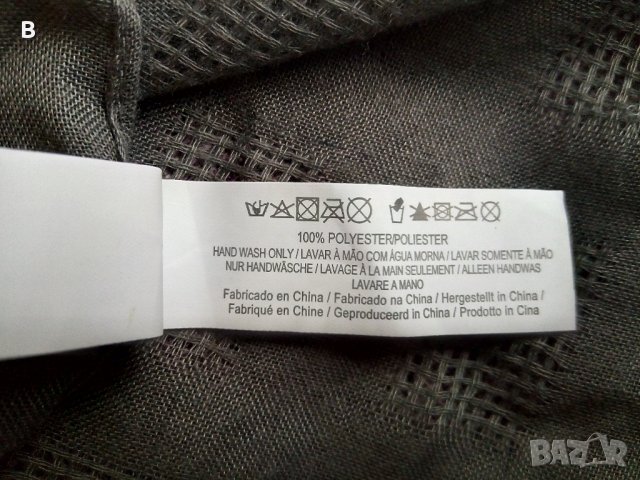 B
100% POLYESTER/POLIESTER
HAND WASH ONLY / LAVAR À MÃO COM ÁGUA MORNA / LAVAR SOMENTE À MÃO
NUR HANDWÄSCHE / LAVAGE À LA MAIN SEULEMENT / ALLEEN HANDWAS
LAVARE A MANO
Fabricado en China / Fabricado na China / Hergestellt in China /
Fabriqué en Chine / Geproduceerd in China / Prodotto in Cina
BAZAR